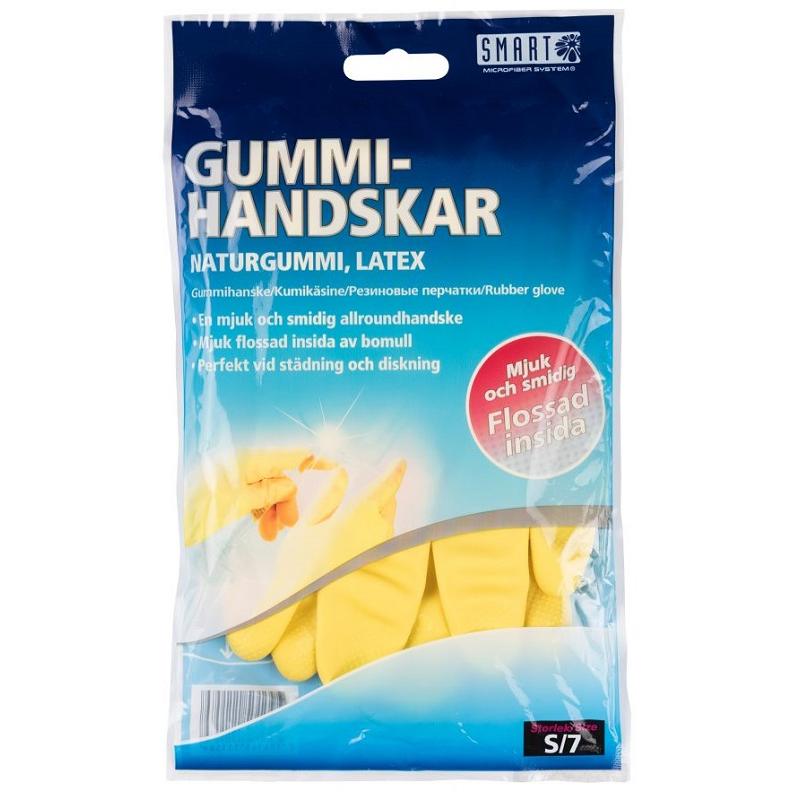 SMART
MICROFIBER SYSTEM®
GUMMI-
HANDSKAR
NATURGUMMI, LATEX
Gummihanske/Kumikäsine/Резиновые перчатки/Rubber glove
• En mjuk och smidig allroundhandske
• Mjuk flossad insida av bomull
• Perfekt vid städning och diskning
Mjuk
och smidig
Flossad
insida
Storlek/Size
S/7